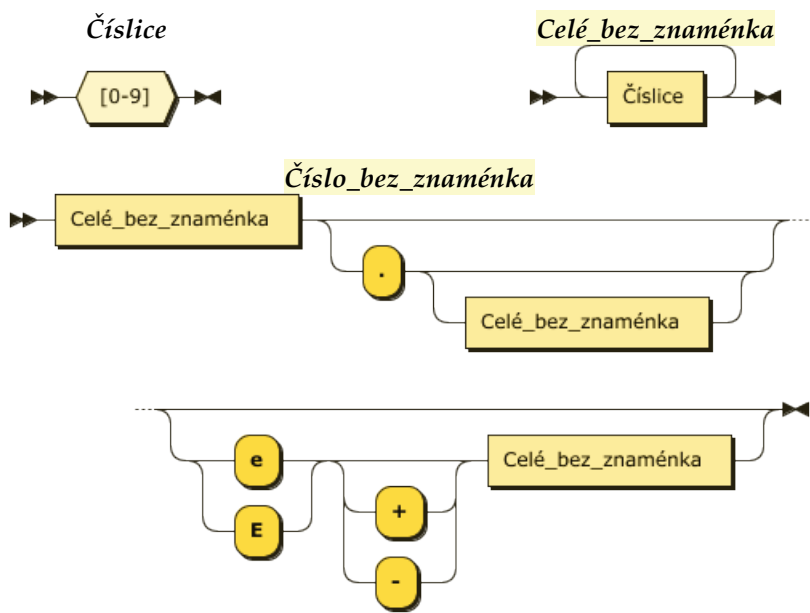 Číslice Celé_bez_znaménka
[0-9] Číslice
Číslo_bez_znaménka
Celé_bez_znaménka
.
Celé_bez_znaménka
e Celé_bez_znaménka
+
E
-